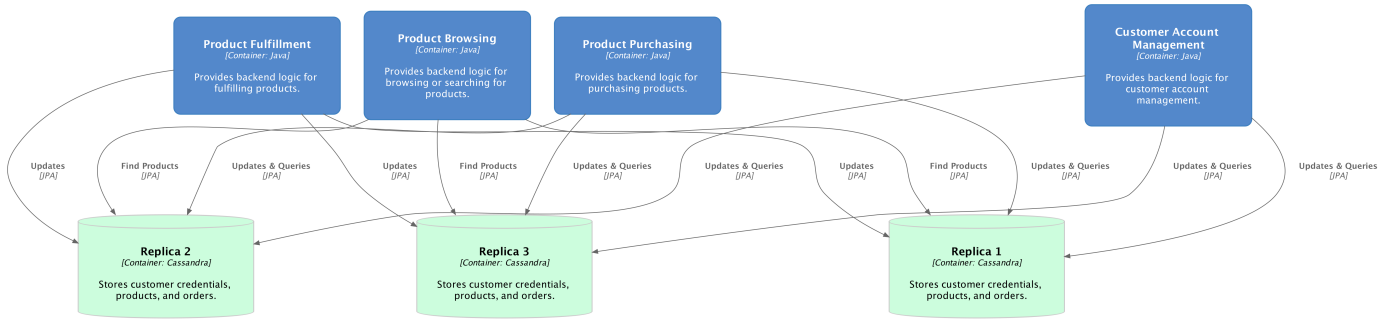 Product Fulfillment
[Container: Java]
Provides backend logic for
fulfilling products.
Product Browsing
[Container: Java]
Provides backend logic for
browsing or searching for
products.
Product Purchasing
[Container: Java]
Provides backend logic for
purchasing products.
Customer Account
Management
[Container: Java]
Provides backend logic for
customer account
management.
Updates
[JPA]
Find Products
[JPA]
Updates & Queries
[JPA]
Updates
[JPA]
Find Products
[JPA]
Updates & Queries
[JPA]
Updates & Queries
[JPA]
Updates
[JPA]
Find Products
[JPA]
Updates & Queries
[JPA]
Updates & Queries
[JPA]
Updates & Queries
[JPA]
Replica 2
[Container: Cassandra]
Stores customer credentials,
products, and orders.
Replica 3
[Container: Cassandra]
Stores customer credentials,
products, and orders.
Replica 1
[Container: Cassandra]
Stores customer credentials,
products, and orders.